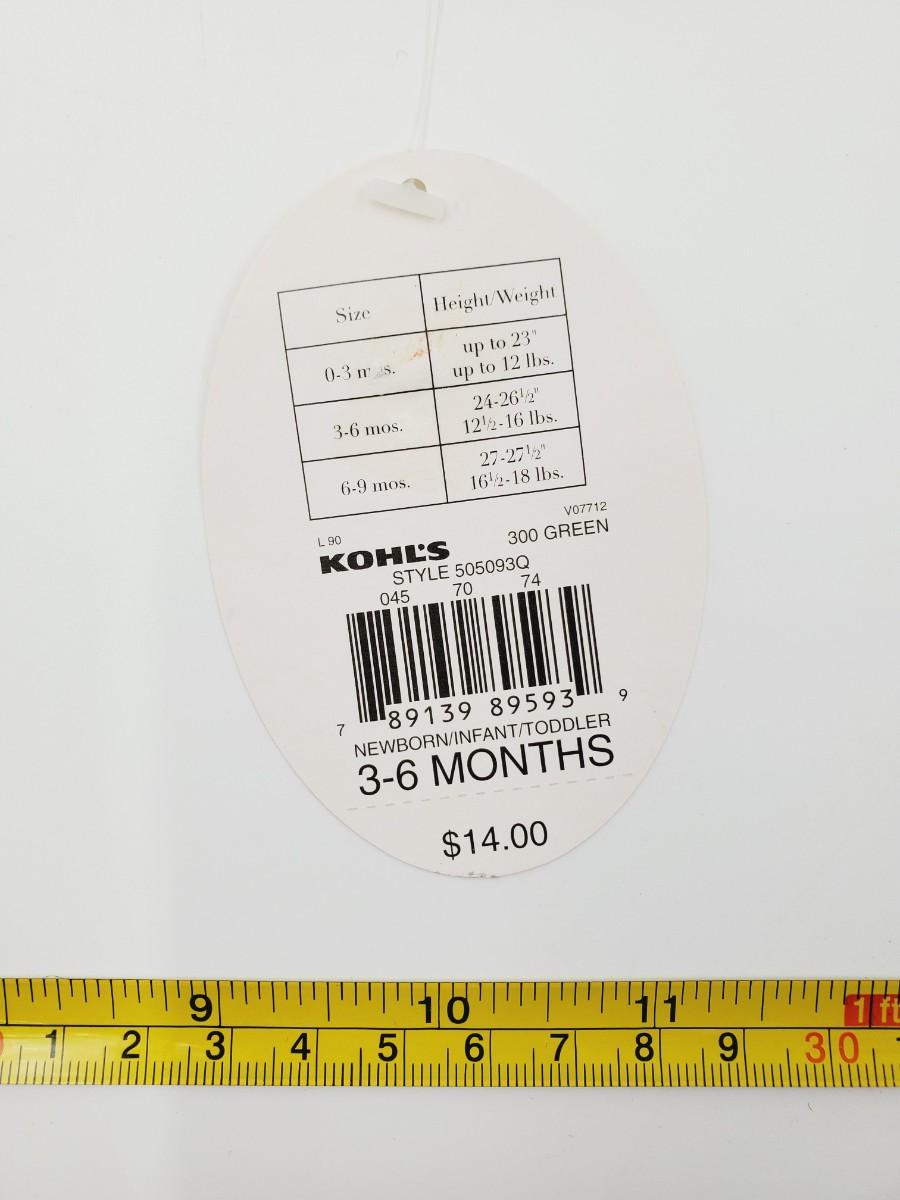 Size Height/Weight
0-3 mos. up to 23"
up to 12 lbs.
3-6 mos. 24-26½"
12½-16 lbs.
6-9 mos. 27-27½"
16½-18 lbs.
V07712
L 90 300 GREEN
KOHL'S
STYLE 505093Q
045 70 74
7 89139 89593 9
NEWBORN/INFANT/TODDLER
3-6 MONTHS
$14.00
9 10 11 1 ft
1 2 3 4 5 6 7 8 9 30